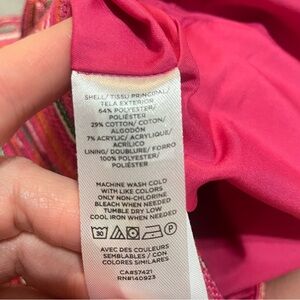 SHELL/ TISSU PRINCIPAL/
TELA EXTERIOR
64% POLYESTER/
POLIÉSTER
29% COTTON/ COTON/
ALGODÓN
7% ACRYLIC/ ACRYLIQUE/
ACRÍLICO
LINING/ DOUBLURE/ FORRO
100% POLYESTER/
POLIÉSTER
MACHINE WASH COLD
WITH LIKE COLORS
ONLY NON-CHLORINE
BLEACH WHEN NEEDED
TUMBLE DRY LOW
COOL IRON WHEN NEEDED
30
AVEC DES COULEURS
SEMBLABLES / CON
COLORES SIMILARES
CA#57421
RN#140923